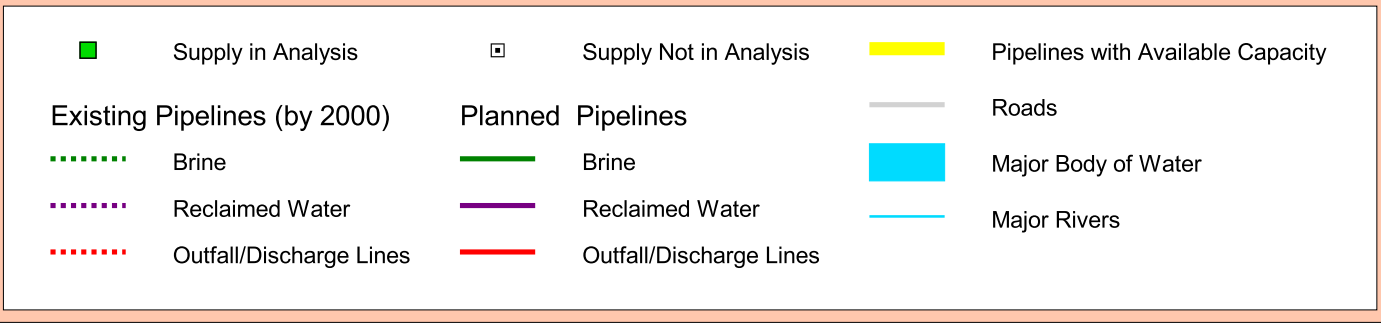 Supply in Analysis
Supply Not in Analysis
Pipelines with Available Capacity
Existing Pipelines (by 2000)
Planned Pipelines
Roads
Brine
Brine
Major Body of Water
Reclaimed Water
Reclaimed Water
Major Rivers
Outfall/Discharge Lines
Outfall/Discharge Lines